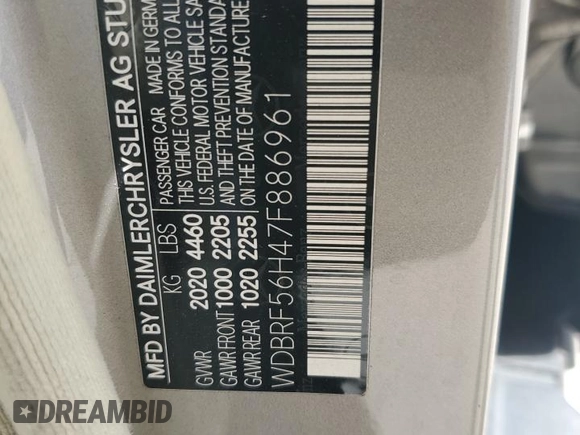 MFD BY DAIMLERCHRYSLER AG STU
KG LBS PASSENGER CAR MADE IN GERM
GVWR 2020 4460 THIS VEHICLE CONFORMS TO ALL
U.S. FEDERAL MOTOR VEHICLE SA
GAWR FRONT 1000 2205 AND THEFT PREVENTION STANDA
GAWR REAR 1020 2255 ON THE DATE OF MANUFACTURE
WDBRF56H47F886961
DREAMBID